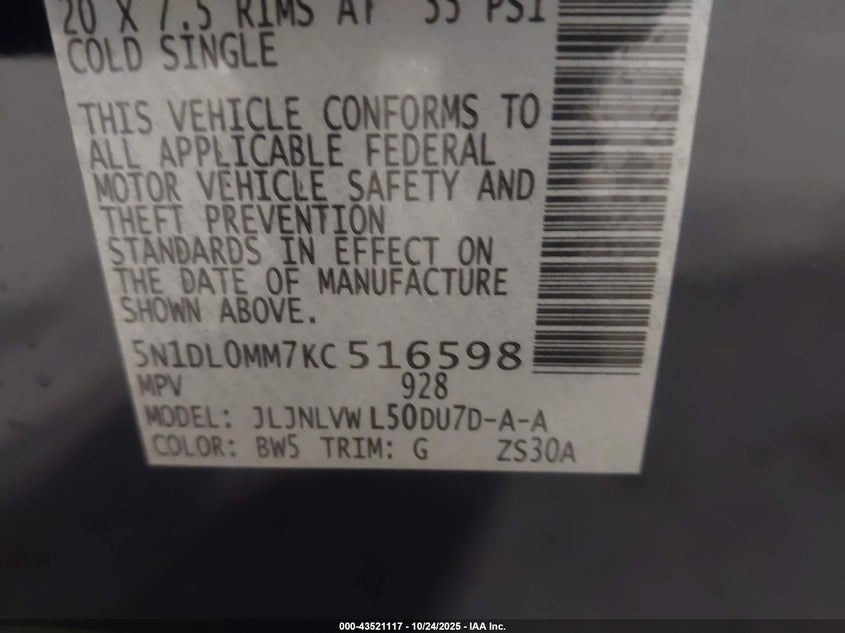 20 X 7.5 RIMS AT 35 PSI
COLD SINGLE
THIS VEHICLE CONFORMS TO
ALL APPLICABLE FEDERAL
MOTOR VEHICLE SAFETY AND
THEFT PREVENTION
STANDARDS IN EFFECT ON
THE DATE OF MANUFACTURE
SHOWN ABOVE.
5N1DL0MM7KC516598
MPV 928
MODEL: JLJNLVW L50DU7D-A-A
COLOR: BW5 TRIM: G ZS30A
000-43521117 - 10/24/2025 - IAA Inc.